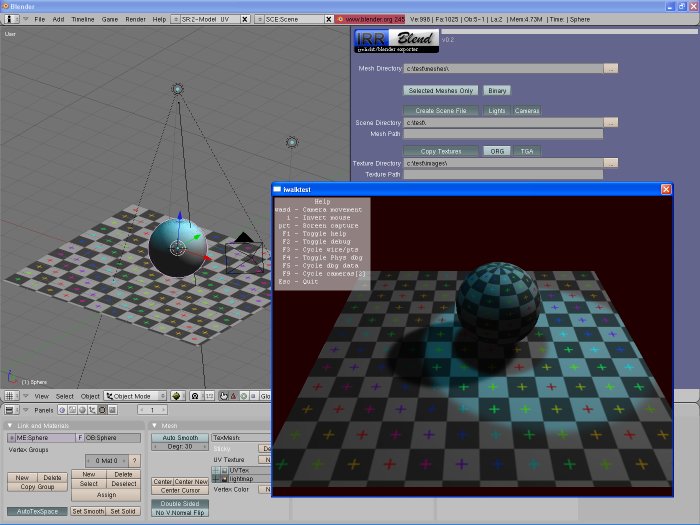 Blender
File Add Timeline Game Render Help
SR:2-Model UV
SCE:Scene
www.blender.org 245
Ve:996 | Fa:1025 | Ob:5-1 | La:2 | Mem:4.73M | Time: | Sphere
User
IRR Blend
irrlicht/blender exporter
v0.2
Mesh Directory c:\test\meshes\ ...
Selected Meshes Only Binary
Create Scene File Lights Cameras
Scene Directory c:\test\ ...
Mesh Path
Copy Textures ORG TGA
Texture Directory c:\test\images\ ...
Texture Path
iwalktest
Help
wasd - Camera movement
i - Invert mouse
prt - Screen capture
F1 - Toggle help
F2 - Toggle debug
F3 - Cycle wire/pts
F4 - Toggle Phys dbg
F5 - Cycle dbg data
F9 - Cycle cameras[2]
Esc - Quit
(1) Sphere
View Select Object Object Mode Glo
Panels 1
Link and Materials
ME:Sphere F OB:Sphere
Vertex Groups
0 Mat 0 ?
New Delete New Delete
Copy Group Select Deselect
Assign
AutoTexSpace Set Smooth Set Solid
Mesh
Auto Smooth
Degr: 30
TexMesh:
Sticky
UV Texture
UVTex
lightmap
Center Center New
Center Cursor
Vertex Color
Double Sided
No V.Normal Flip